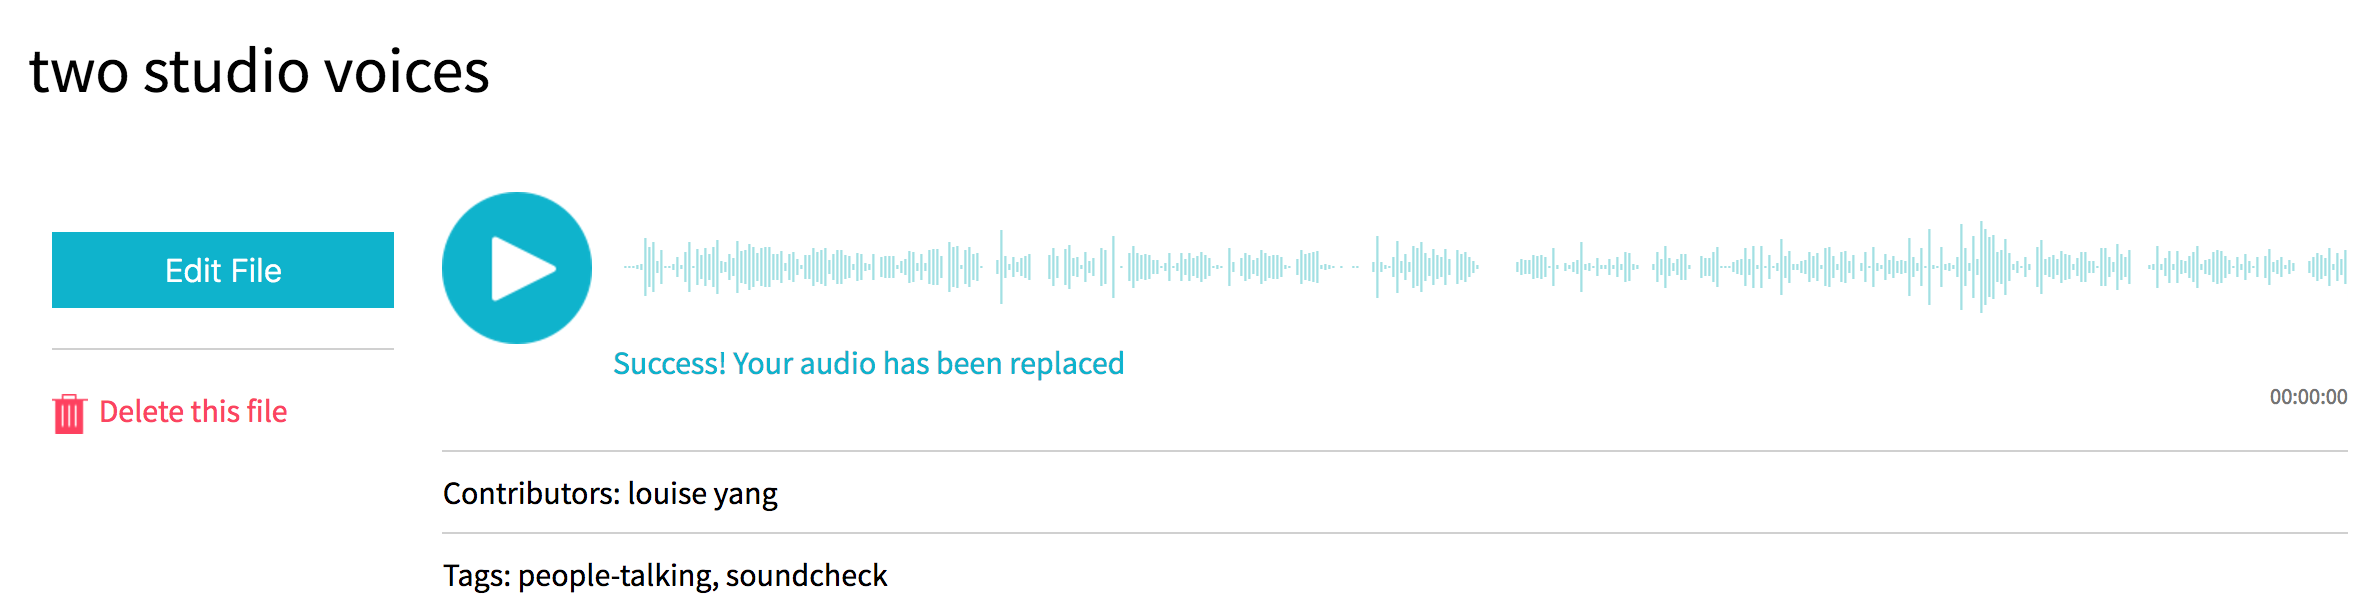 two studio voices
Edit File
Success! Your audio has been replaced
Delete this file
00:00:00
Contributors: louise yang
Tags: people-talking, soundcheck